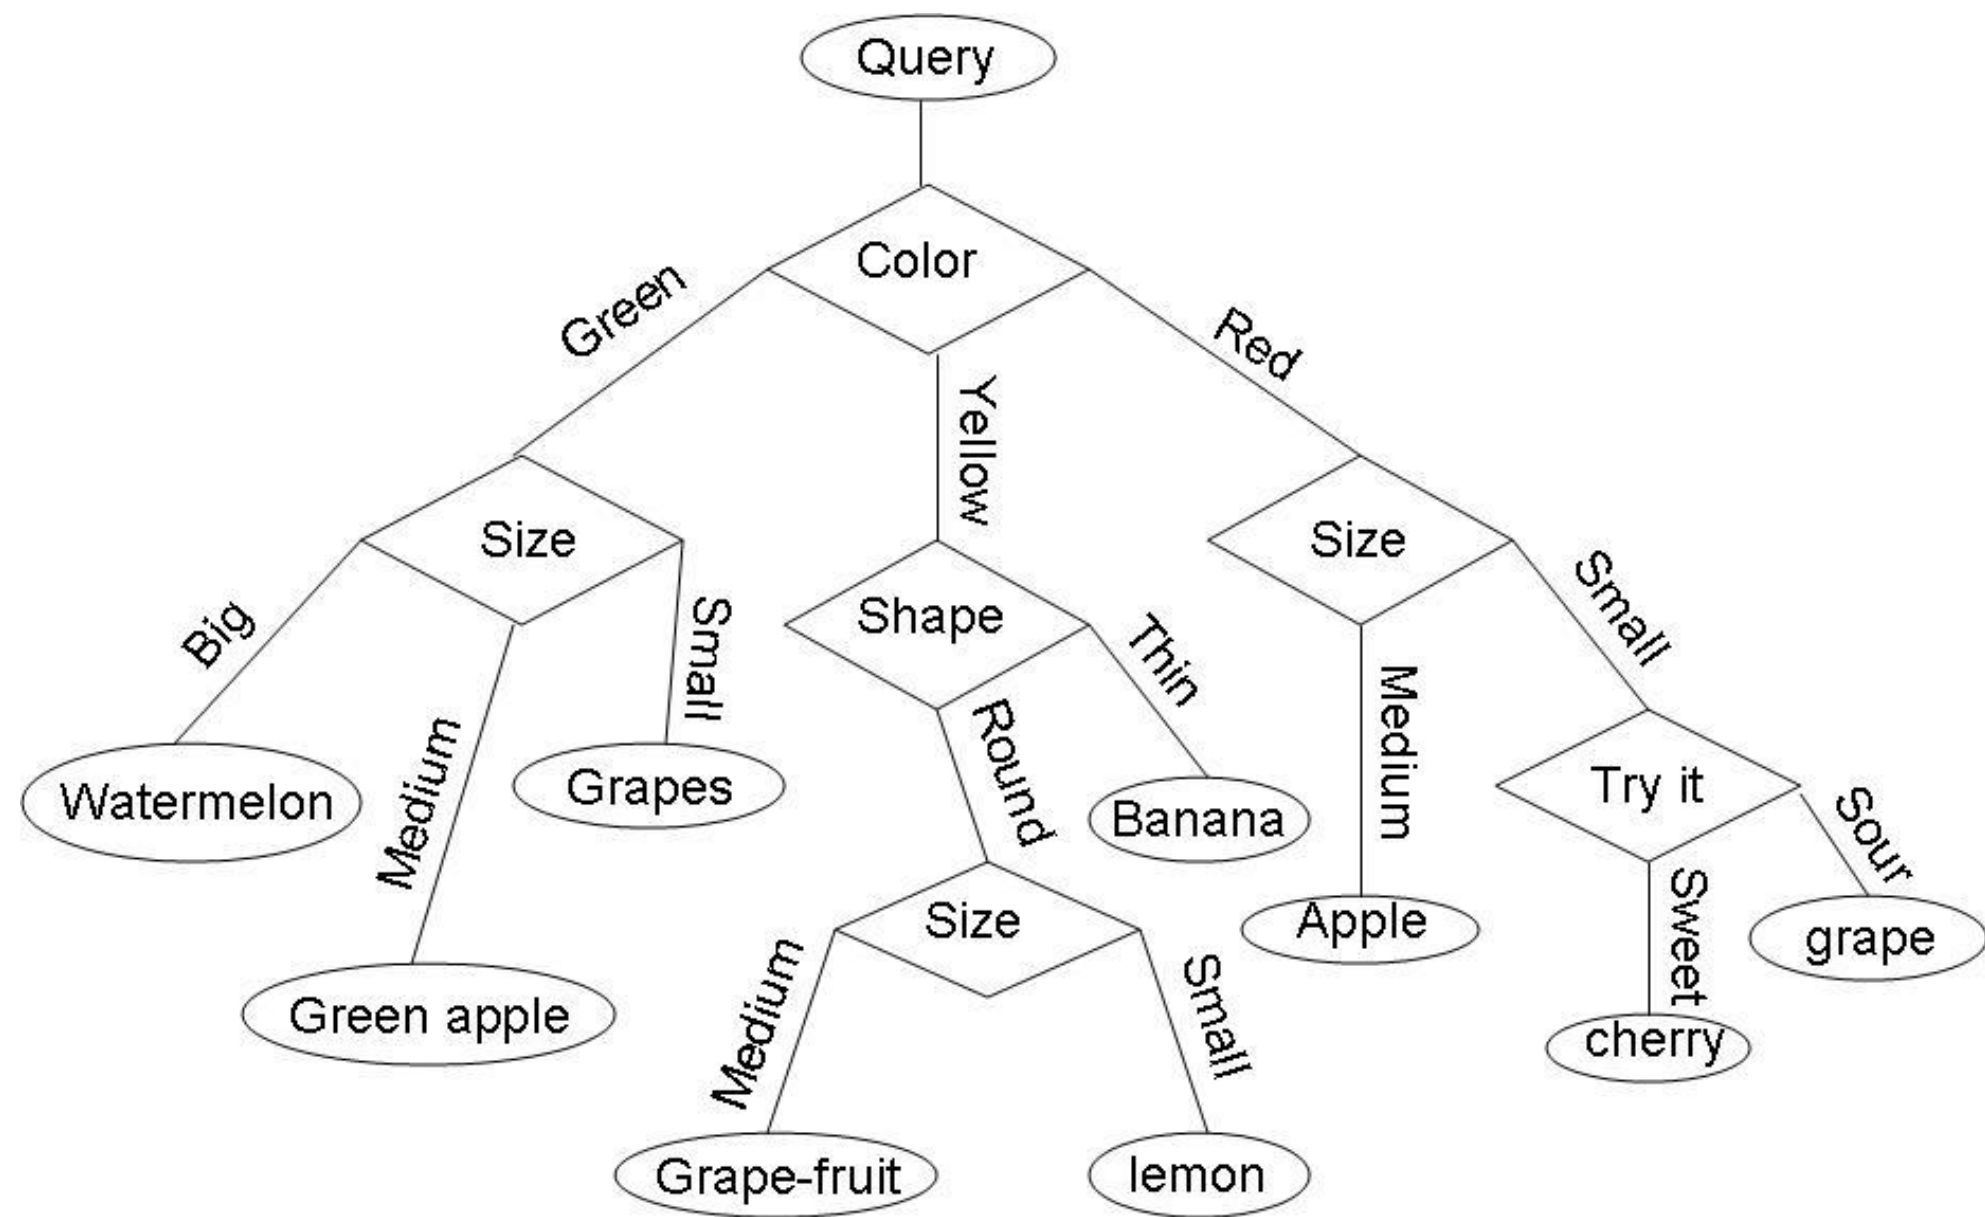 Query
Color
Green
Yellow
Red
Size
Shape
Size
Big
Medium
Small
Round
Thin
Medium
Small
Watermelon
Grapes
Banana
Try it
Green apple
Size
Apple
Sweet
Sour
Medium
Small
cherry
grape
Grape-fruit
lemon